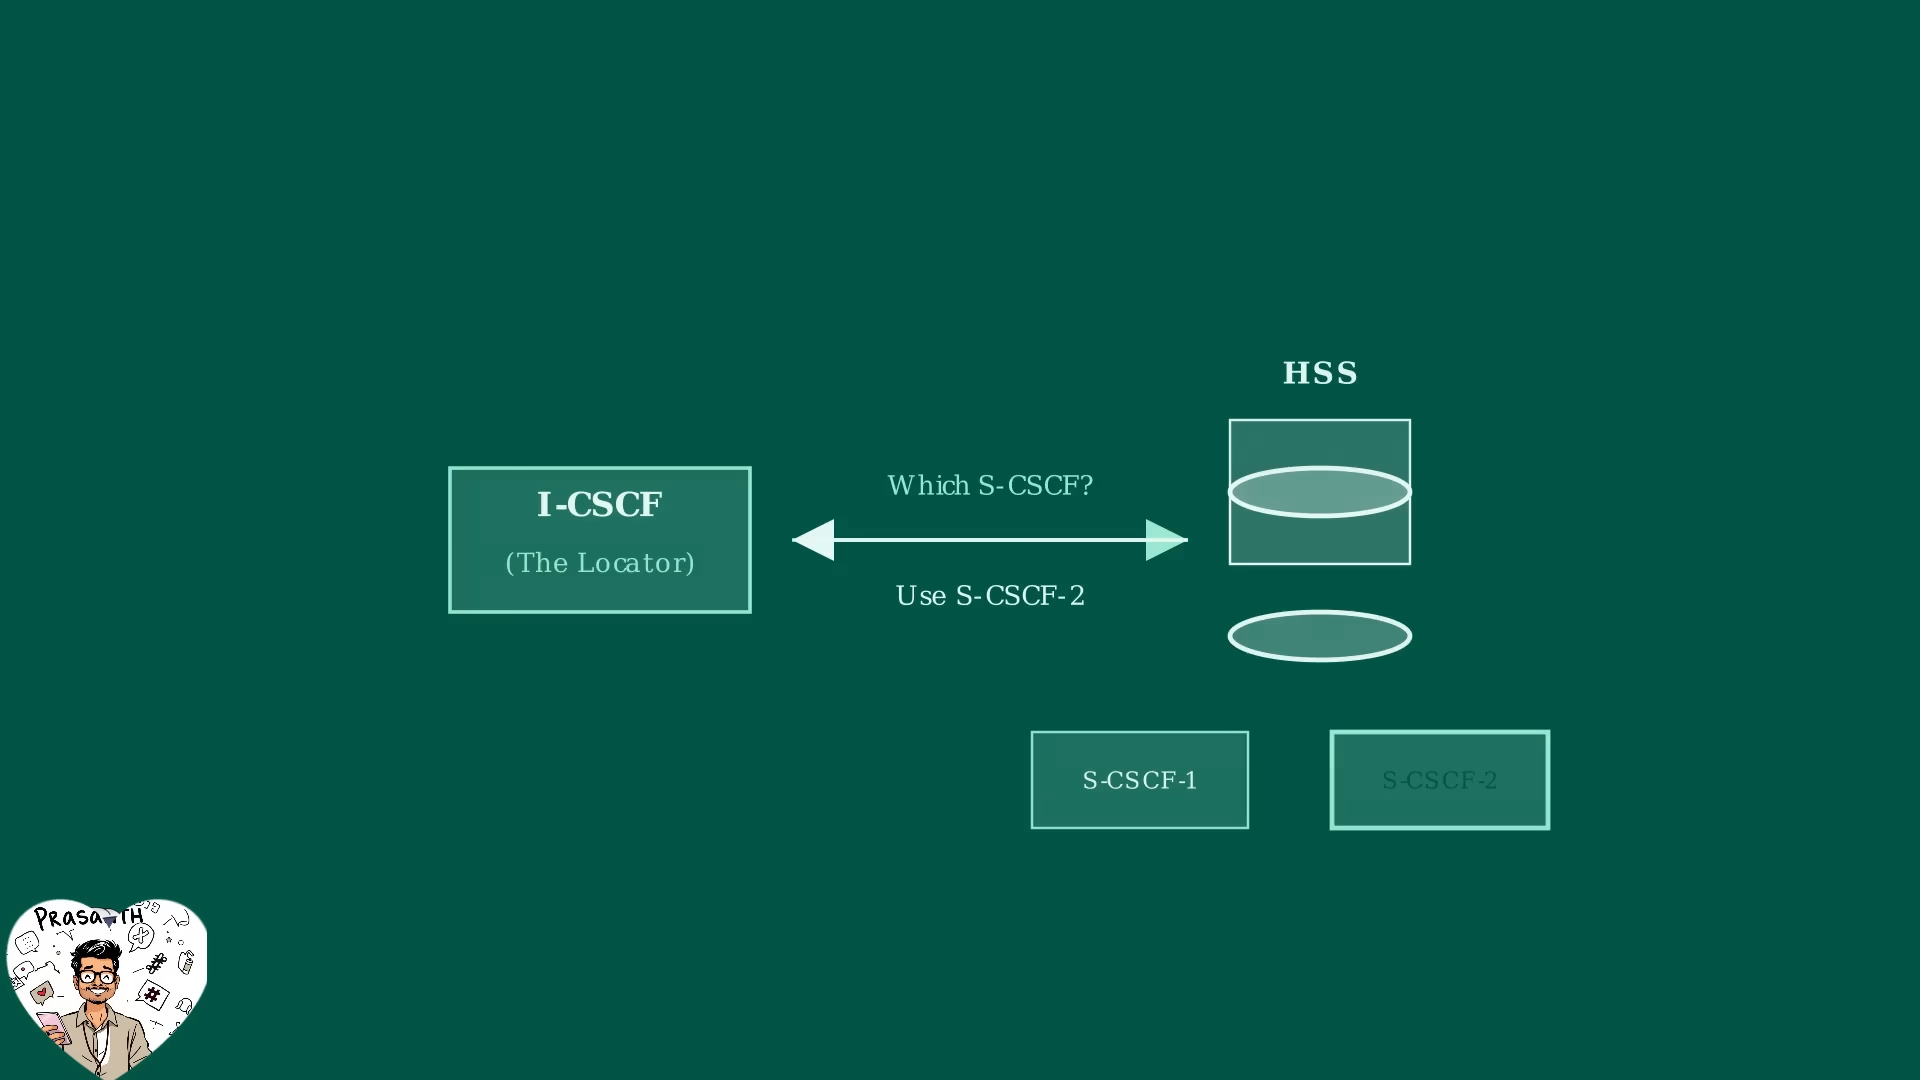 HSS
I-CSCF
(The Locator)
Which S-CSCF?
Use S-CSCF-2
S-CSCF-1
S-CSCF-2